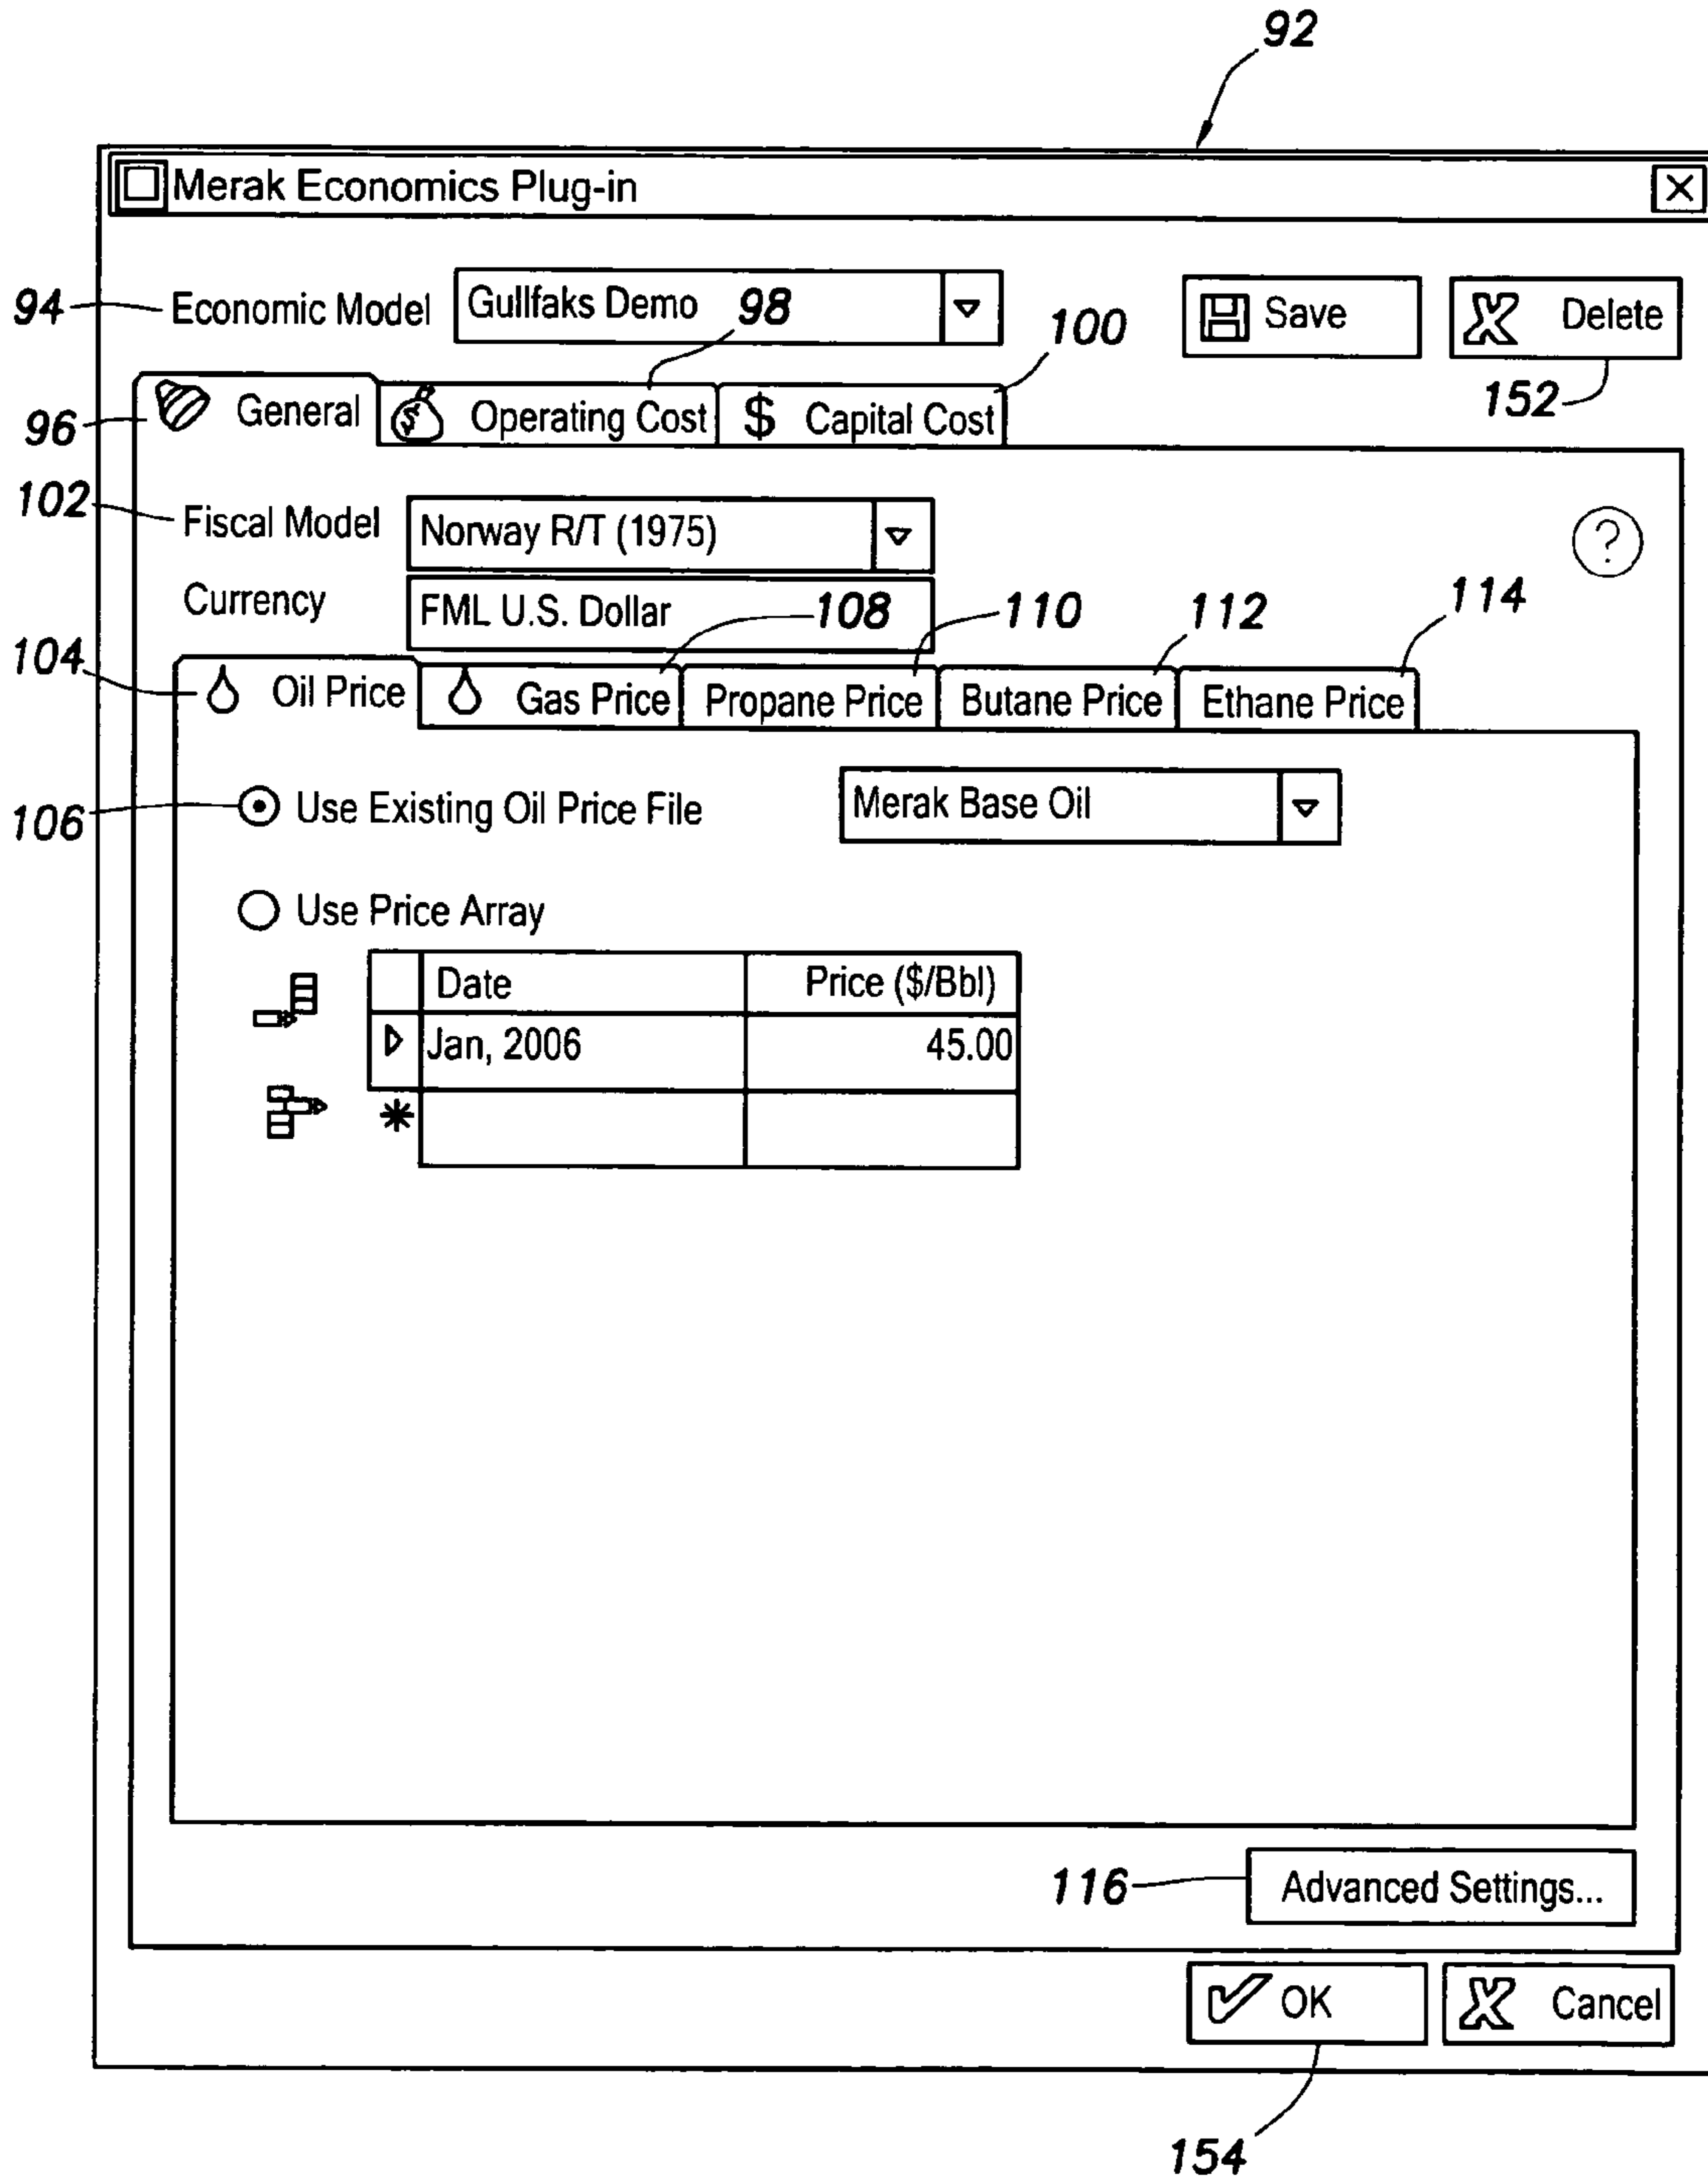 92
Merak Economics Plug-in
94 Economic Model Gullfaks Demo 98 100 Save Delete
152
96 General Operating Cost $ Capital Cost
102 Fiscal Model Norway R/T (1975) ?
Currency FML U.S. Dollar 108 110 112 114
104 Oil Price Gas Price Propane Price Butane Price Ethane Price
106 Use Existing Oil Price File Merak Base Oil
Use Price Array
Date Price ($/Bbl)
Jan, 2006 45.00
*
116 Advanced Settings...
OK Cancel
154